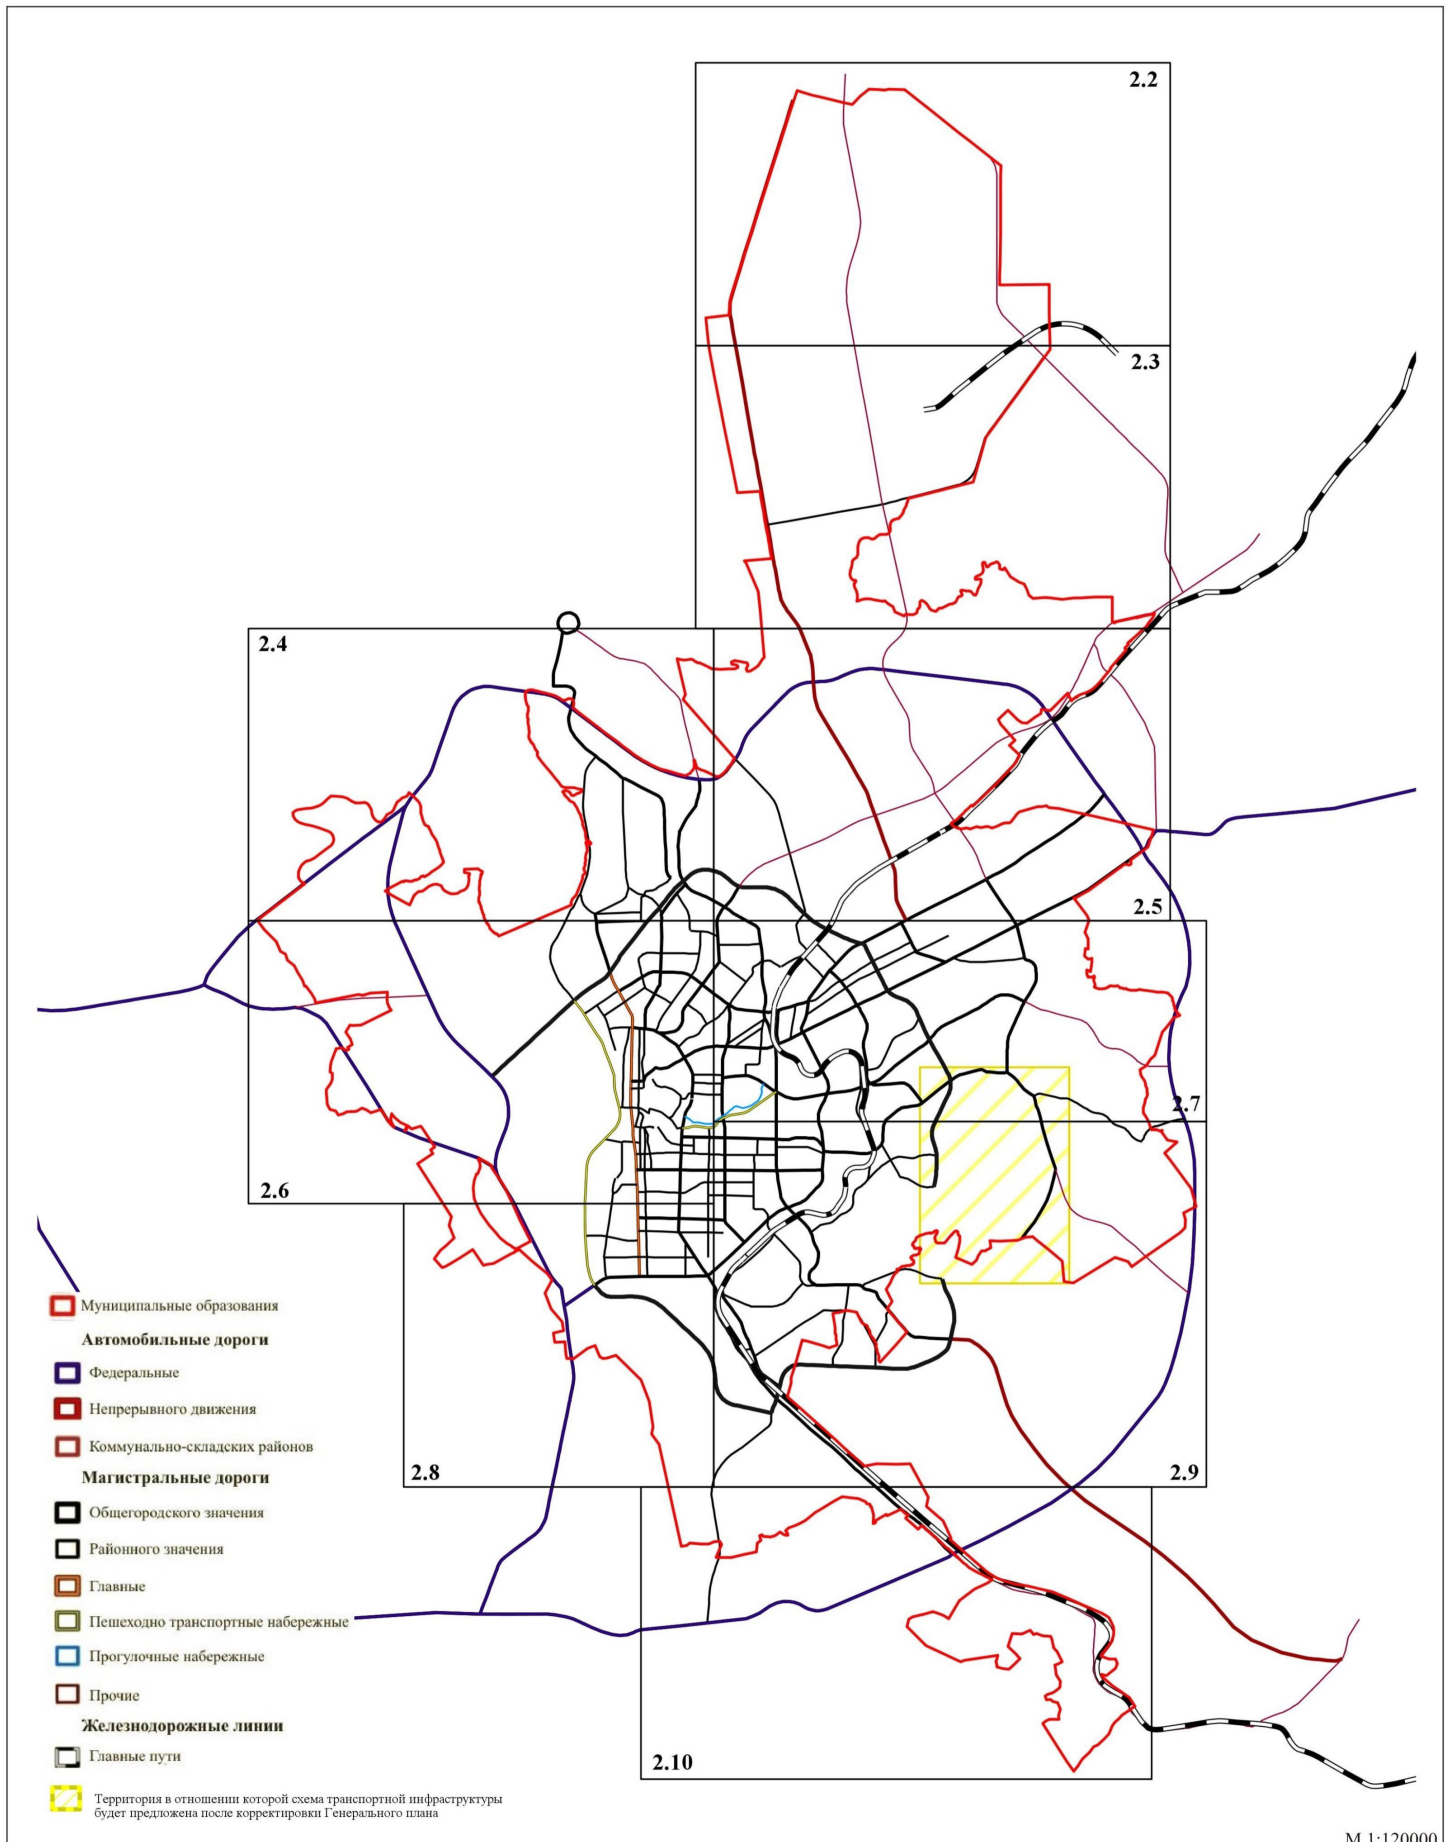 2.2
2.3
2.4
2.5
2.7
2.6
2.8
2.9
2.10
Муниципальные образования
Автомобильные дороги
Федеральные
Непрерывного движения
Коммунально-складских районов
Магистральные дороги
Общегородского значения
Районного значения
Главные
Пешеходно транспортные набережные
Прогулочные набережные
Прочие
Железнодорожные линии
Главные пути
Территория в отношении которой схема транспортной инфраструктуры
будет предложена после корректировки Генерального плана
М 1:120000